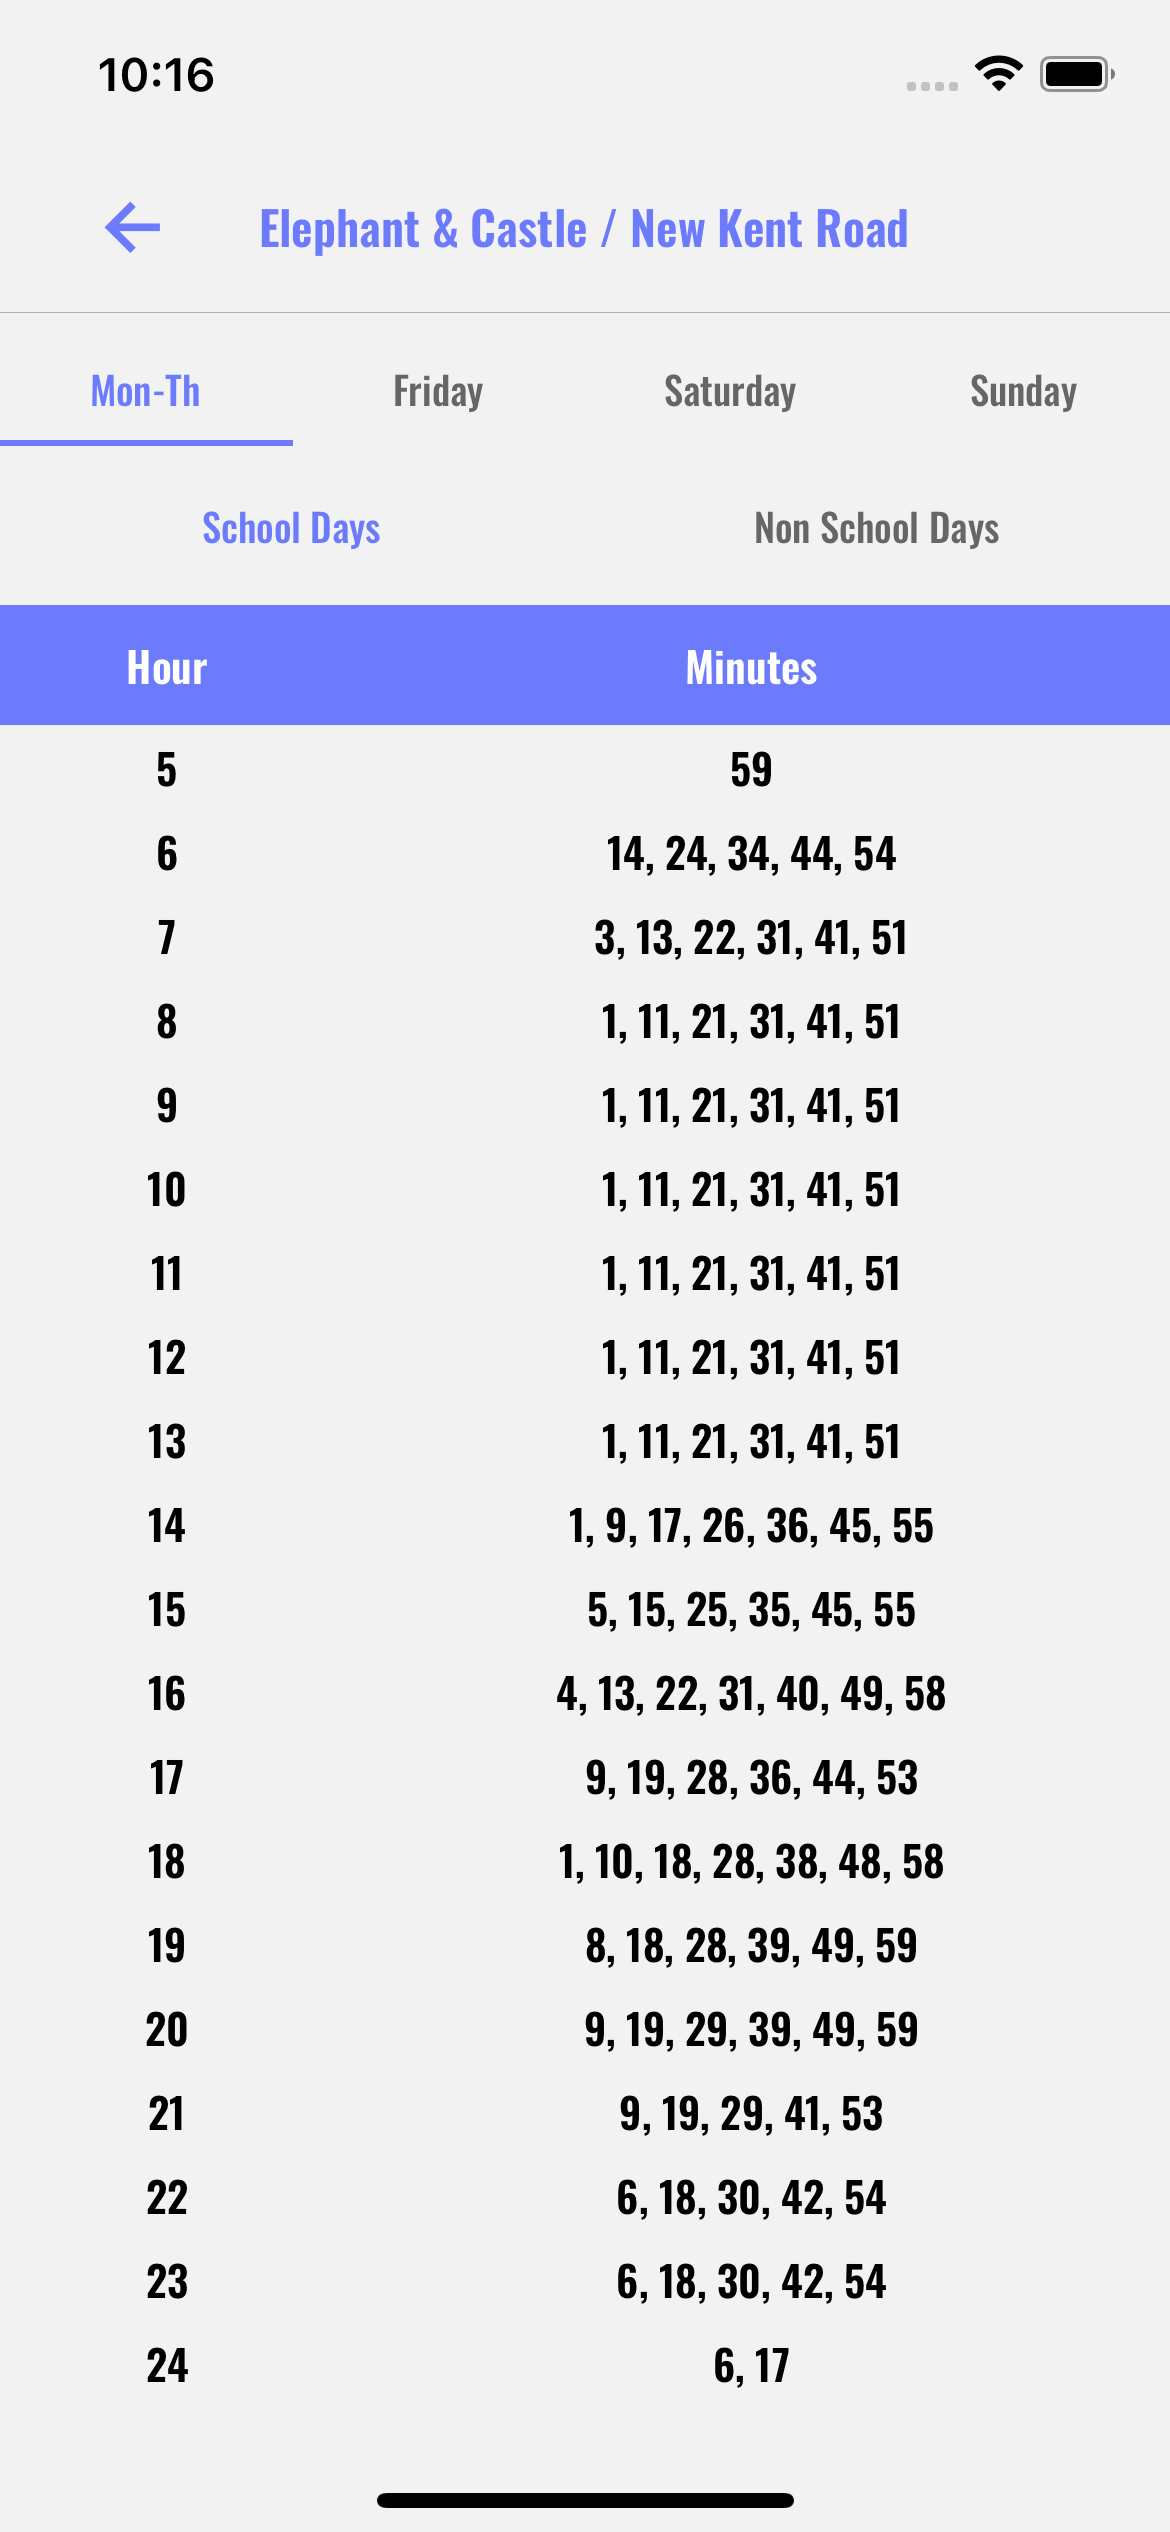 10:16
Elephant & Castle / New Kent Road
Mon-Th Friday Saturday Sunday
School Days Non School Days
Hour Minutes
5 59
6 14, 24, 34, 44, 54
7 3, 13, 22, 31, 41, 51
8 1, 11, 21, 31, 41, 51
9 1, 11, 21, 31, 41, 51
10 1, 11, 21, 31, 41, 51
11 1, 11, 21, 31, 41, 51
12 1, 11, 21, 31, 41, 51
13 1, 11, 21, 31, 41, 51
14 1, 9, 17, 26, 36, 45, 55
15 5, 15, 25, 35, 45, 55
16 4, 13, 22, 31, 40, 49, 58
17 9, 19, 28, 36, 44, 53
18 1, 10, 18, 28, 38, 48, 58
19 8, 18, 28, 39, 49, 59
20 9, 19, 29, 39, 49, 59
21 9, 19, 29, 41, 53
22 6, 18, 30, 42, 54
23 6, 18, 30, 42, 54
24 6, 17